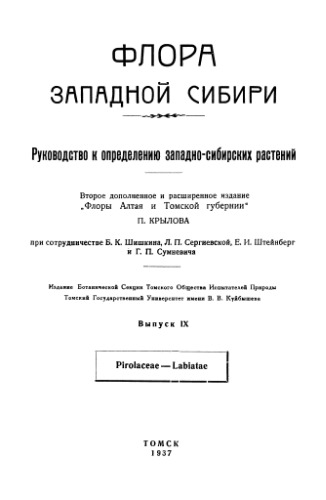 ФЛОРА
ЗАПАДНОЙ СИБИРИ
Руководство к определению западно-сибирских растений
Второе дополненное и расширенное издание
„Флоры Алтая и Томской губернии“
П. КРЫЛОВА
при сотрудничестве Б. К. Шишкина, Л. П. Сергиевской, Е. И. Штейнберг
и Г. П. Сумневича
Издание Ботанической Секции Томского Общества Испытателей Природы
Томский Государственный Университет имени В. В. Куйбышева
Выпуск IX
Pirolaceae — Labiatae
ТОМСК
1937